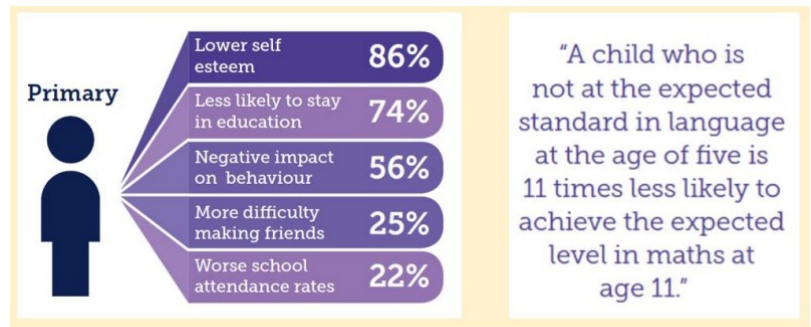 Primary
Lower self
esteem
86%
Less likely to stay
in education
74%
Negative impact
on behaviour
56%
More difficulty
making friends
25%
Worse school
attendance rates
22%
“A child who is
not at the expected
standard in language
at the age of five is
11 times less likely to
achieve the expected
level in maths at
age 11.”